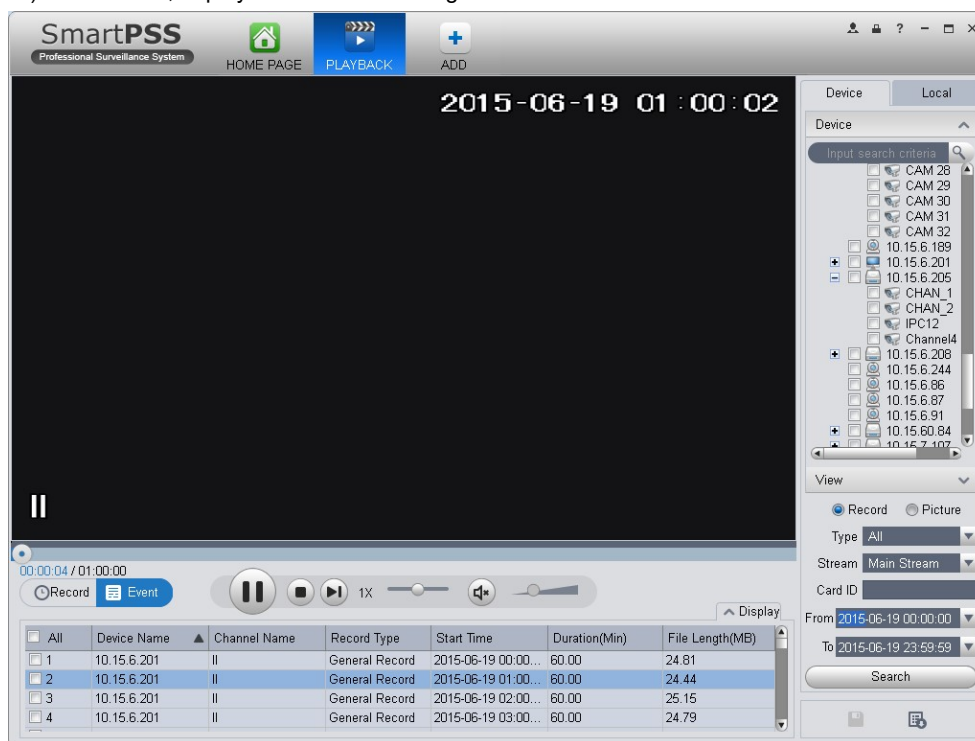 SmartPSS
Professional Surveillance System
HOME PAGE
PLAYBACK
ADD
?
2015-06-19 01:00:02
II
00:00:04 / 01:00:00
Record Event
1X
Display
All Device Name Channel Name Record Type Start Time Duration(Min) File Length(MB)
1 10.15.6.201 II General Record 2015-06-19 00:00... 60.00 24.81
2 10.15.6.201 II General Record 2015-06-19 01:00... 60.00 24.44
3 10.15.6.201 II General Record 2015-06-19 02:00... 60.00 25.15
4 10.15.6.201 II General Record 2015-06-19 03:00... 60.00 24.79
Device Local
Device
Input search criteria
CAM 28
CAM 29
CAM 30
CAM 31
CAM 32
10.15.6.189
10.15.6.201
10.15.6.205
CHAN_1
CHAN_2
IPC12
Channel4
10.15.6.208
10.15.6.244
10.15.6.86
10.15.6.87
10.15.6.91
10.15.60.84
10.15.7.107
View
Record Picture
Type All
Stream Main Stream
Card ID
From 2015-06-19 00:00:00
To 2015-06-19 23:59:59
Search